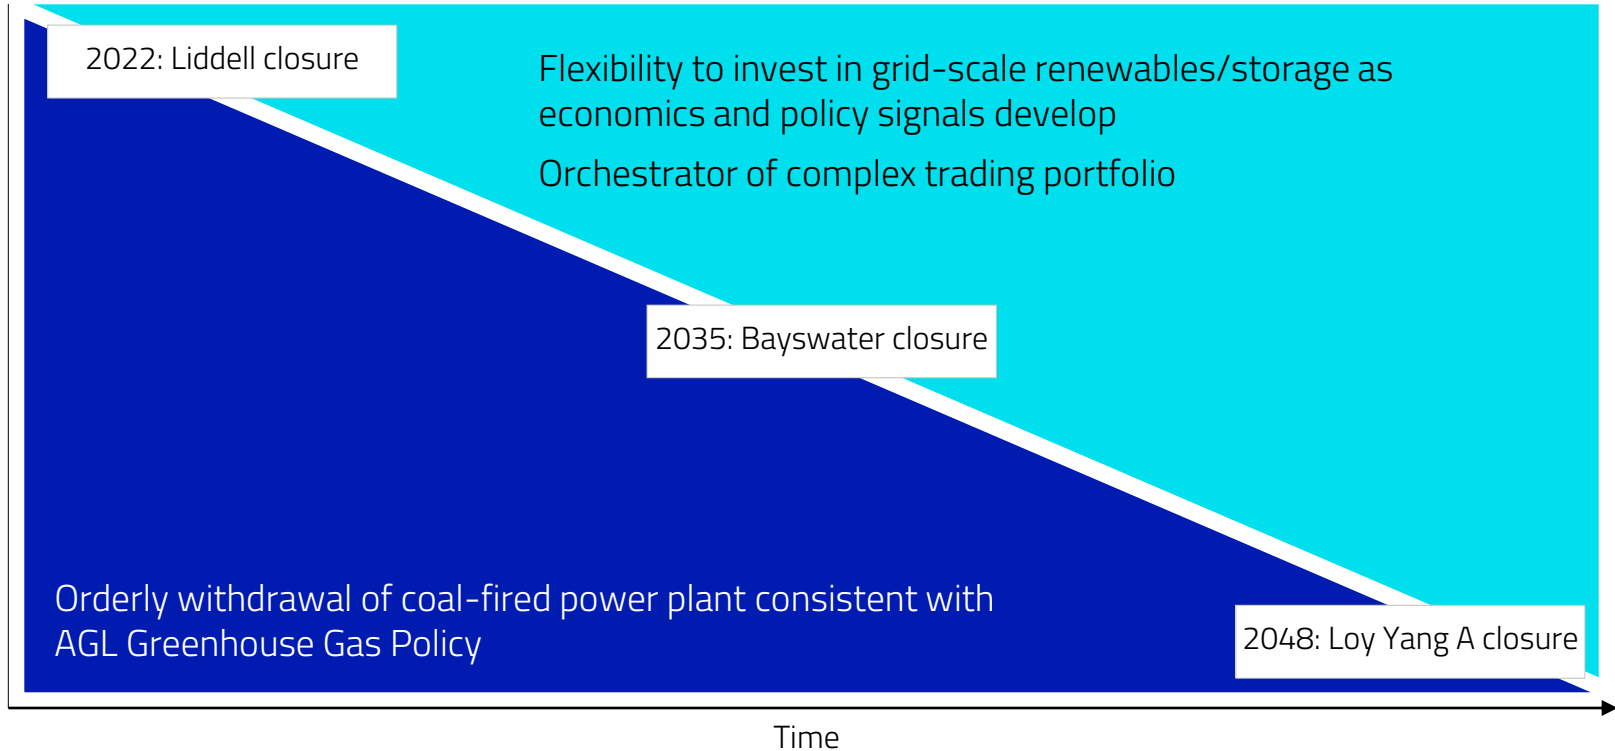 2022: Liddell closure
Flexibility to invest in grid-scale renewables/storage as
economics and policy signals develop
Orchestrator of complex trading portfolio
2035: Bayswater closure
Orderly withdrawal of coal-fired power plant consistent with
AGL Greenhouse Gas Policy
2048: Loy Yang A closure
Time